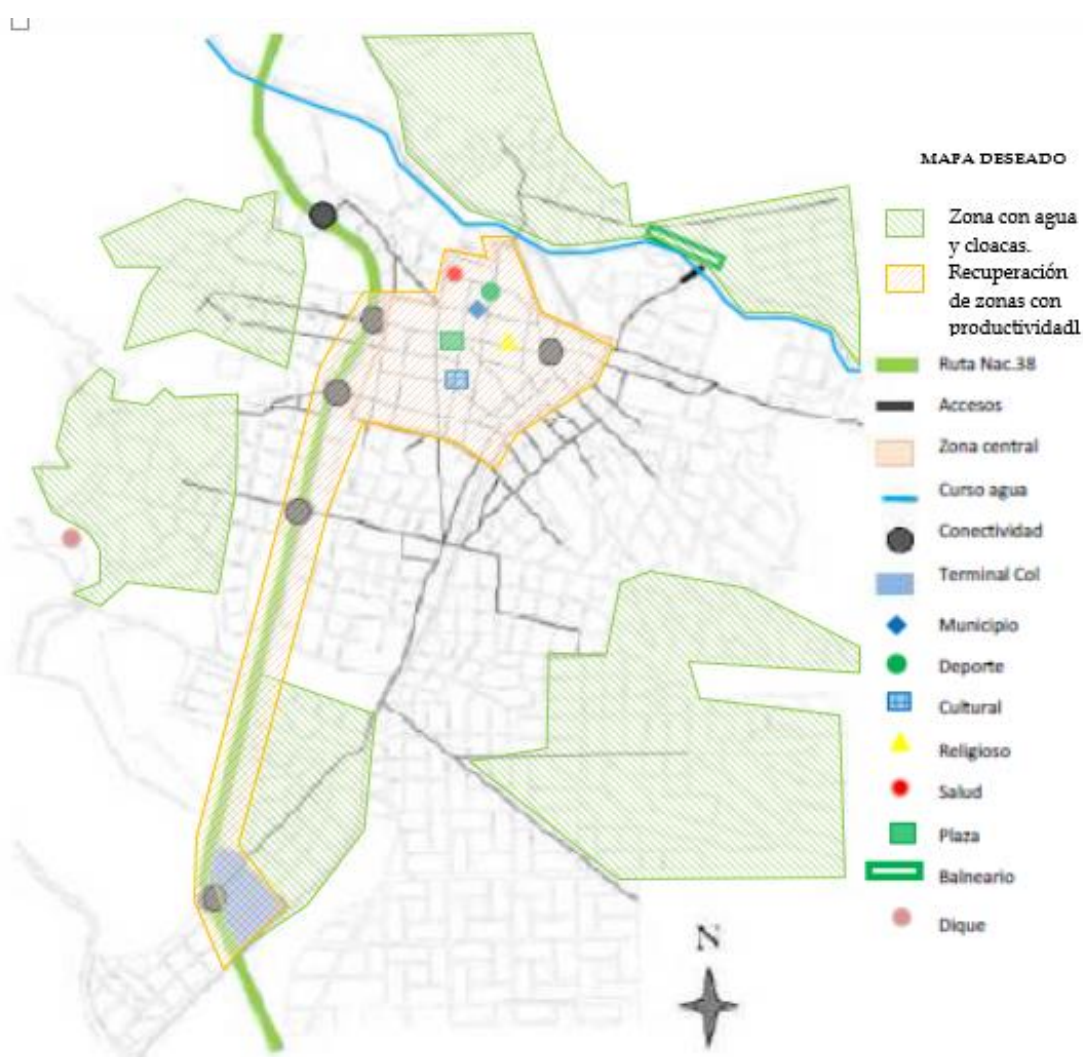 MAPA DESEADO
Zona con agua
y cloacas.
Recuperación
de zonas con
productividadl
Ruta Nac.38
Accesos
Zona central
Curso agua
Conectividad
Terminal Col
Municipio
Deporte
Cultural
Religioso
Salud
Plaza
Balneario
Dique
N